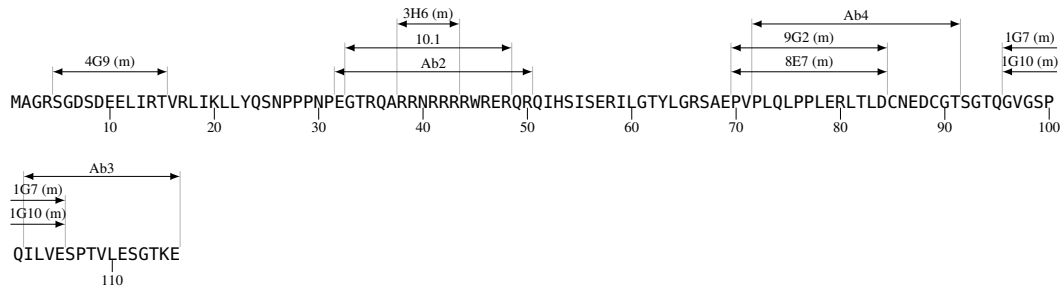 3H6 (m)
Ab4
10.1
9G2 (m)
1G7 (m)
4G9 (m)
Ab2
8E7 (m)
1G10 (m)
MAGRSGDSDEELIRTVRLIKLLYQSNPPPNPEGTRQARRNRRRRWRERQRQIHSISERILGTYLGRSAEPVPLQLPPLERLTLDCNEDCGTSGTQGVGSP
10 20 30 40 50 60 70 80 90 100
Ab3
1G7 (m)
1G10 (m)
QILVESPTVLESGTKE
110